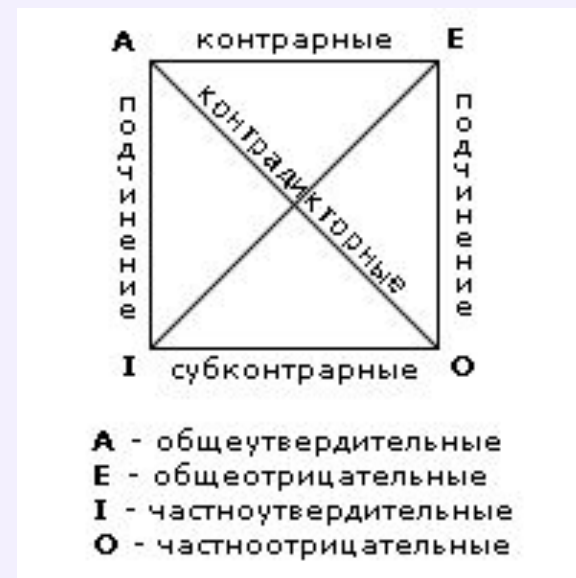 А контрарные Е
подчинение
контрадикторные
подчинение
I субконтрарные О
А - общеутвердительные
Е - общеотрицательные
I - частноутвердительные
О - частноотрицательные